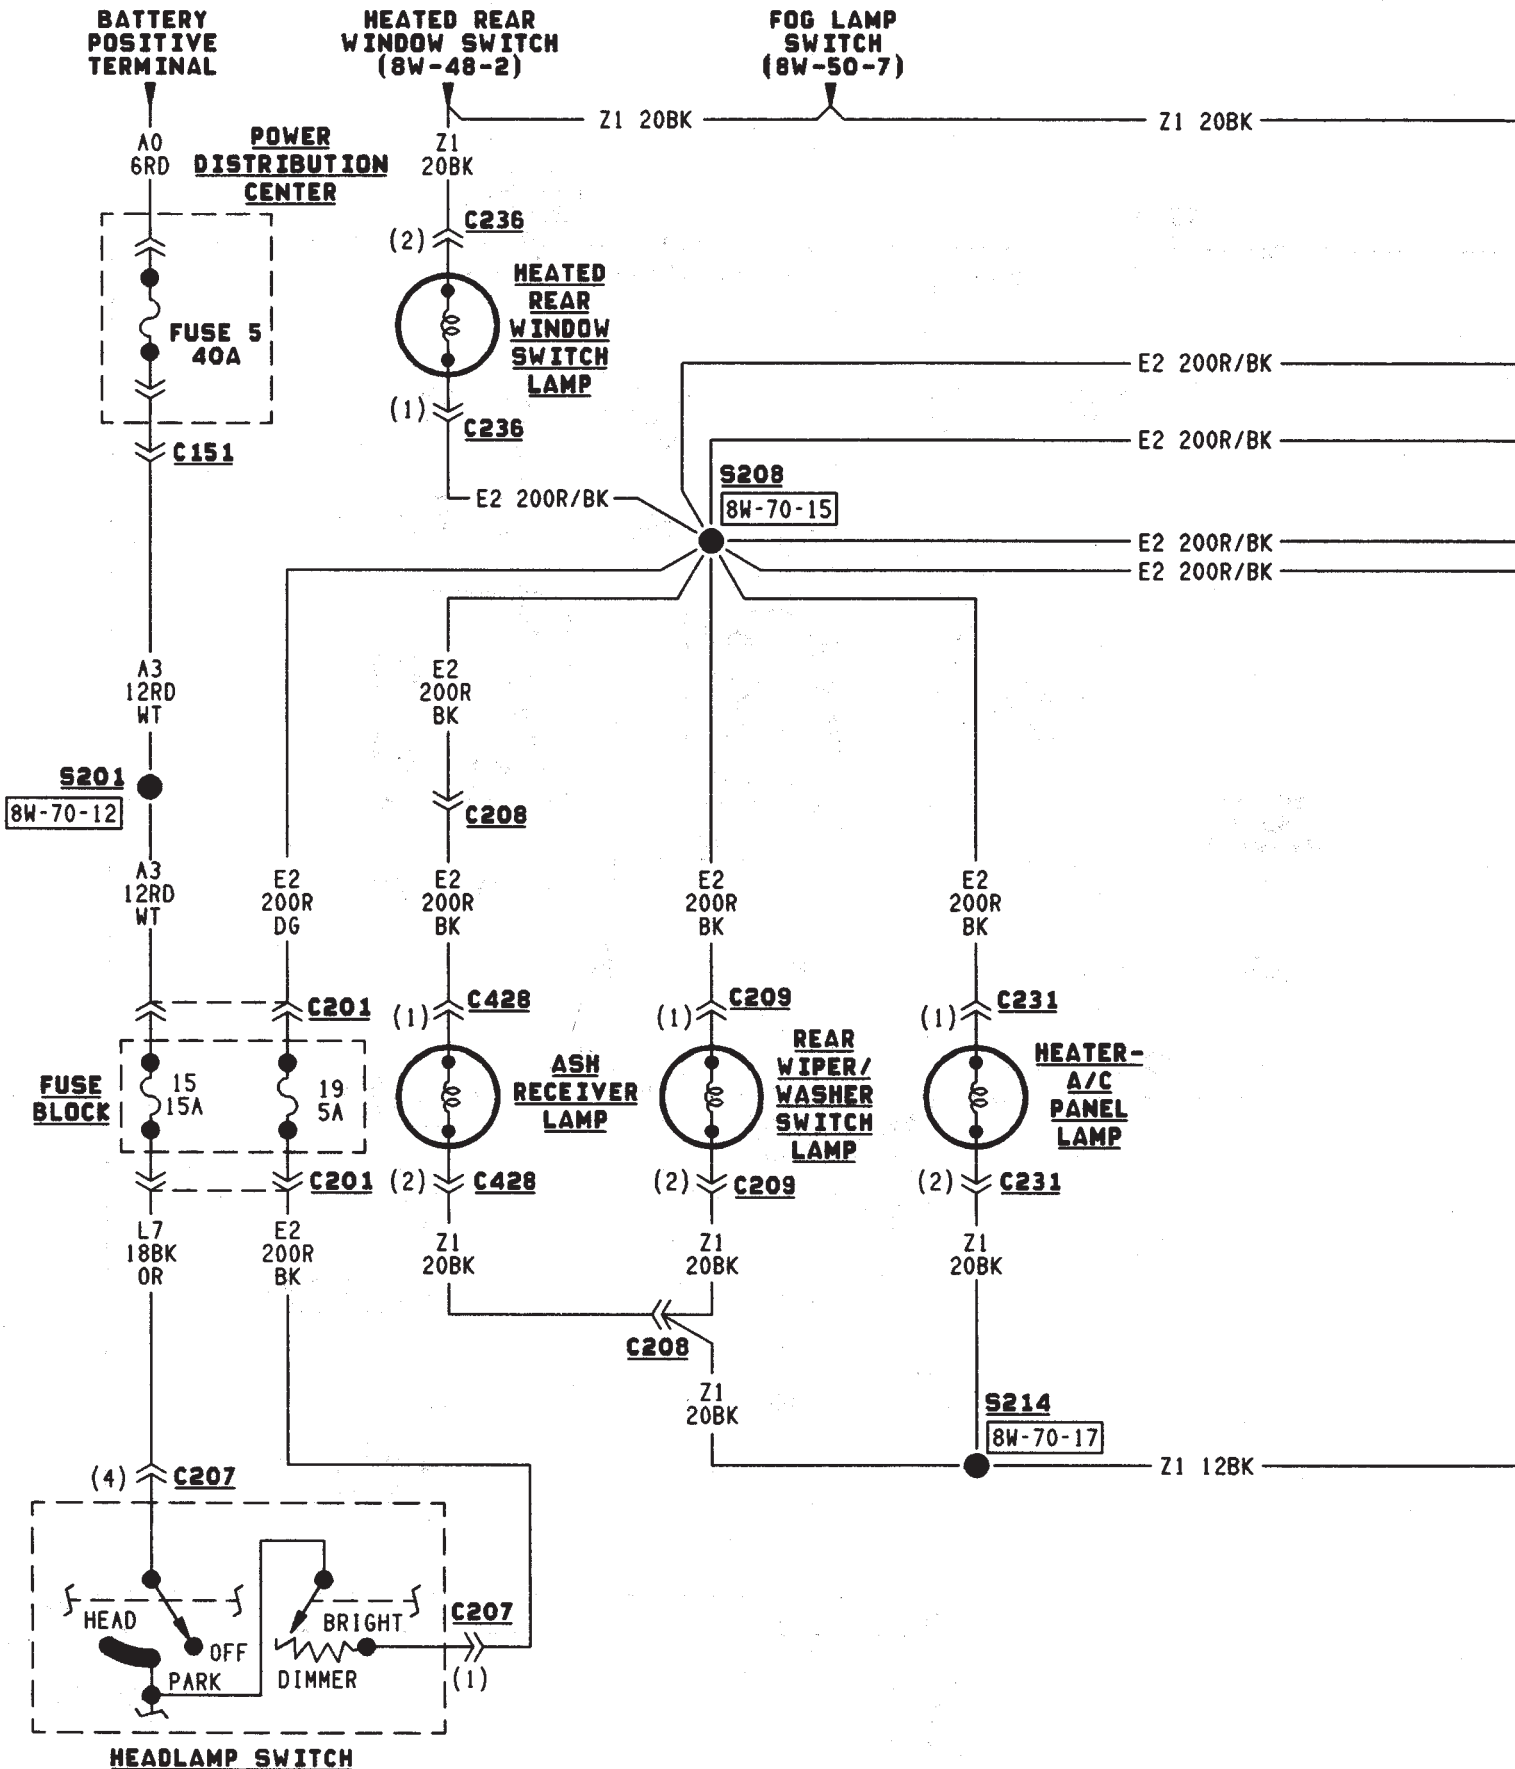 BATTERY
POSITIVE
TERMINAL
HEATED REAR
WINDOW SWITCH
(8W-48-2)
FOG LAMP
SWITCH
(8W-50-7)
Z1 20BK
Z1 20BK
A0
6RD
POWER
DISTRIBUTION
CENTER
Z1
20BK
C236
(2)
HEATED
REAR
WINDOW
SWITCH
LAMP
FUSE 5
40A
(1)
C236
C151
E2 200R/BK
E2 200R/BK
S208
8W-70-15
E2 200R/BK
E2 200R/BK
E2 200R/BK
A3
12RD
WT
E2
200R
BK
S201
8W-70-12
C208
A3
12RD
WT
E2
200R
DG
E2
200R
BK
E2
200R
BK
E2
200R
BK
C201
(1)
C428
(1)
C209
(1)
C231
FUSE
BLOCK
15
15A
19
5A
ASH
RECEIVER
LAMP
REAR
WIPER/
WASHER
SWITCH
LAMP
HEATER-
A/C
PANEL
LAMP
C201
(2)
C428
(2)
C209
(2)
C231
L7
18BK
OR
E2
200R
BK
Z1
20BK
Z1
20BK
Z1
20BK
C208
Z1
20BK
S214
8W-70-17
Z1 12BK
(4)
C207
HEAD
OFF
PARK
BRIGHT
DIMMER
C207
(1)
HEADLAMP SWITCH